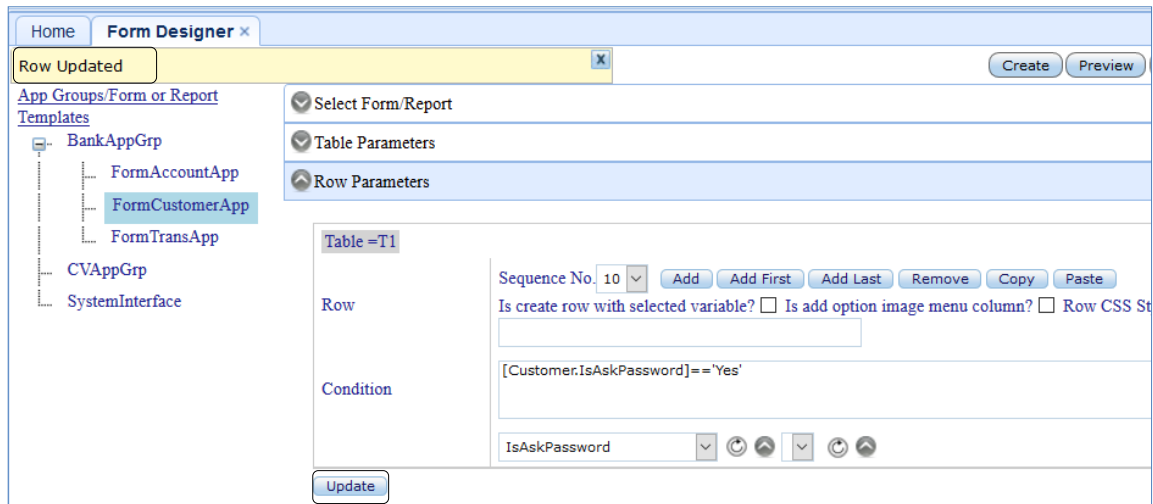 Home Form Designer ×
Row Updated x Create Preview
App Groups/Form or Report
Templates
BankAppGrp
FormAccountApp
FormCustomerApp
FormTransApp
CVAppGrp
SystemInterface
Select Form/Report
Table Parameters
Row Parameters
Table =T1
Row
Sequence No. 10 Add Add First Add Last Remove Copy Paste
Is create row with selected variable? Is add option image menu column? Row CSS St
Condition
[Customer.IsAskPassword]=='Yes'
IsAskPassword
Update